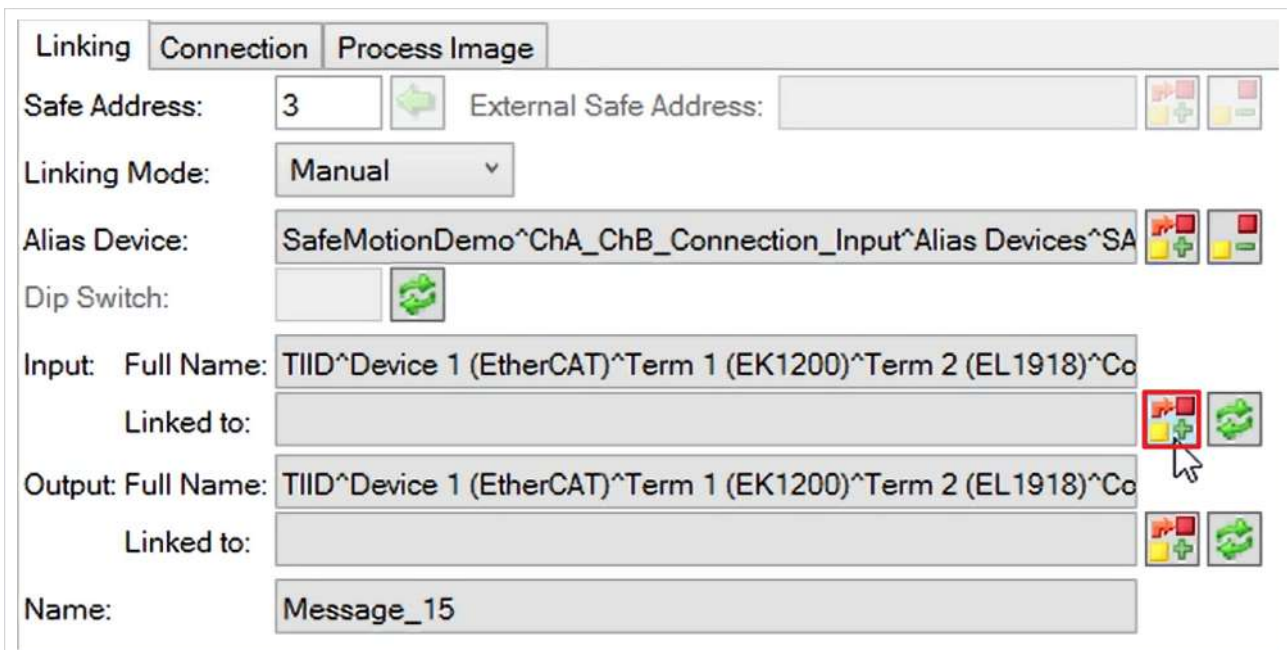 Linking Connection Process Image
Safe Address: 3 External Safe Address:
Linking Mode: Manual
Alias Device: SafeMotionDemo^ChA_ChB_Connection_Input^Alias Devices^SA
Dip Switch:
Input: Full Name: TIID^Device 1 (EtherCAT)^Term 1 (EK1200)^Term 2 (EL1918)^Co
Linked to:
Output: Full Name: TIID^Device 1 (EtherCAT)^Term 1 (EK1200)^Term 2 (EL1918)^Co
Linked to:
Name: Message_15